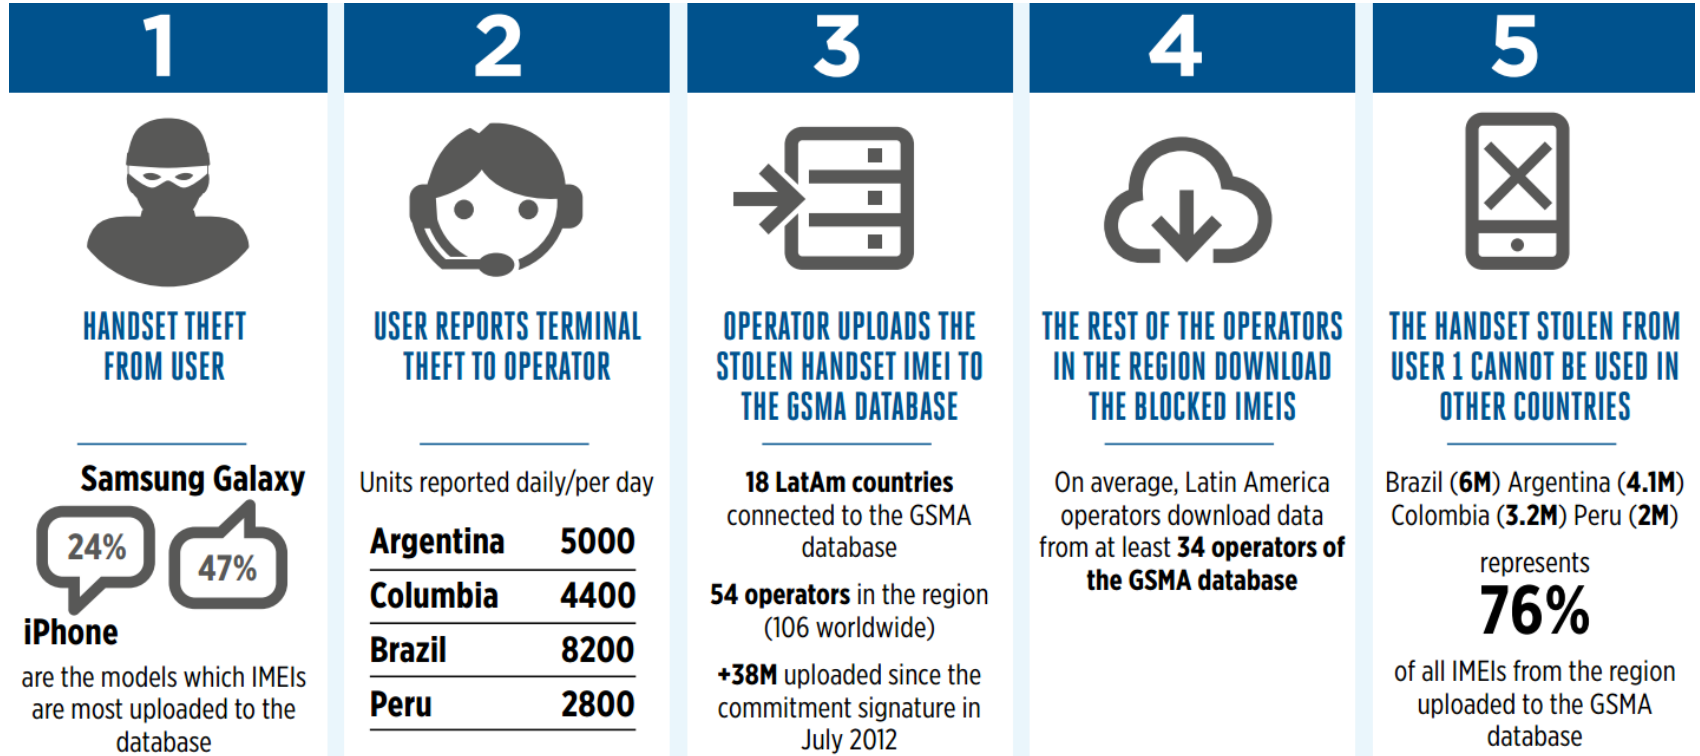 1
HANDSET THEFT
FROM USER
Samsung Galaxy
24%
47%
iPhone
are the models which IMEIs
are most uploaded to the
database
2
USER REPORTS TERMINAL
THEFT TO OPERATOR
Units reported daily/per day
Argentina 5000
Columbia 4400
Brazil 8200
Peru 2800
3
OPERATOR UPLOADS THE
STOLEN HANDSET IMEI TO
THE GSMA DATABASE
18 LatAm countries
connected to the GSMA
database
54 operators in the region
(106 worldwide)
+38M uploaded since the
commitment signature in
July 2012
4
THE REST OF THE OPERATORS
IN THE REGION DOWNLOAD
THE BLOCKED IMEIS
On average, Latin America
operators download data
from at least 34 operators of
the GSMA database
5
THE HANDSET STOLEN FROM
USER 1 CANNOT BE USED IN
OTHER COUNTRIES
Brazil (6M) Argentina (4.1M)
Colombia (3.2M) Peru (2M)
represents
76%
of all IMEIs from the region
uploaded to the GSMA
database